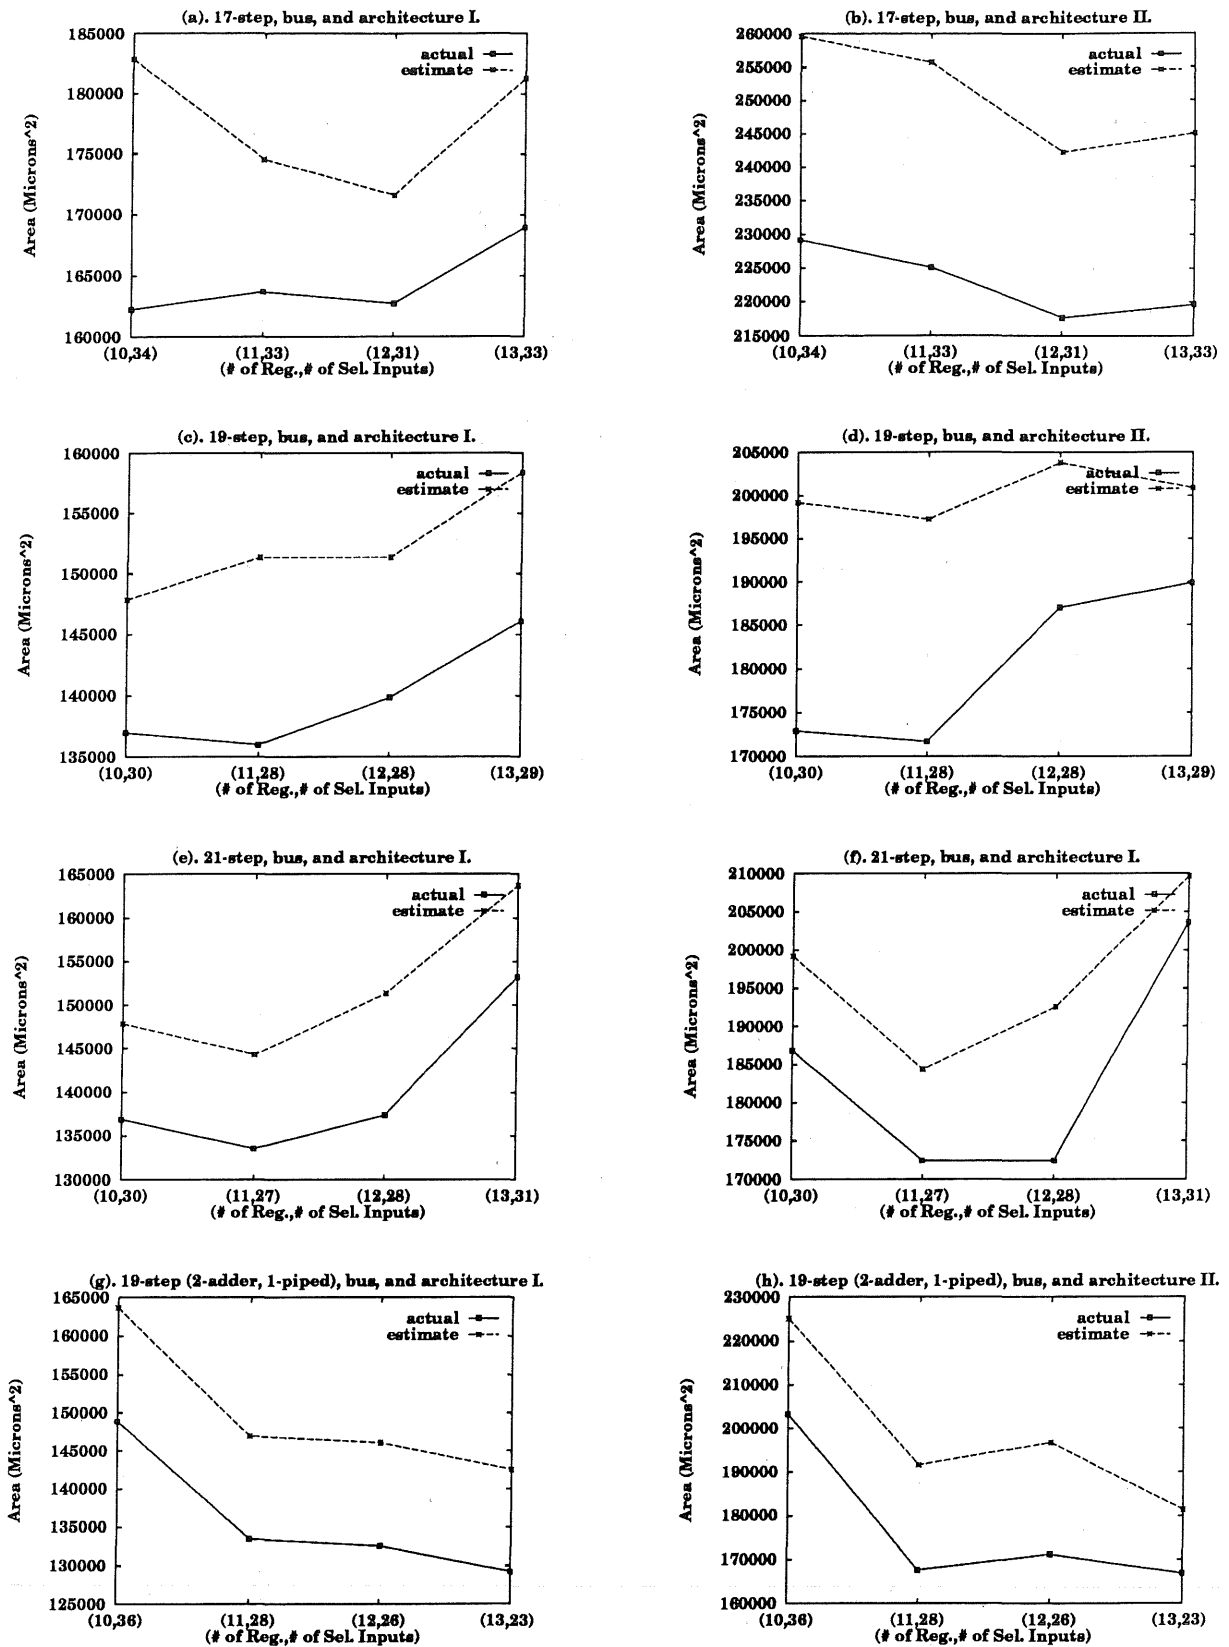 (a). 17-step, bus, and architecture I.
185000
180000
175000
170000
165000
160000
Area (Microns^2)
actual
estimate
(10,34) (11,33) (12,31) (13,33)
(# of Reg.,# of Sel. Inputs)
(b). 17-step, bus, and architecture II.
260000
255000
250000
245000
240000
235000
230000
225000
220000
215000
Area (Microns^2)
actual
estimate
(10,34) (11,33) (12,31) (13,33)
(# of Reg.,# of Sel. Inputs)
(c). 19-step, bus, and architecture I.
160000
155000
150000
145000
140000
135000
Area (Microns^2)
actual
estimate
(10,30) (11,28) (12,28) (13,29)
(# of Reg.,# of Sel. Inputs)
(d). 19-step, bus, and architecture II.
205000
200000
195000
190000
185000
180000
175000
170000
Area (Microns^2)
actual
estimate
(10,30) (11,28) (12,28) (13,29)
(# of Reg.,# of Sel. Inputs)
(e). 21-step, bus, and architecture I.
165000
160000
155000
150000
145000
140000
135000
130000
Area (Microns^2)
actual
estimate
(10,30) (11,27) (12,28) (13,31)
(# of Reg.,# of Sel. Inputs)
(f). 21-step, bus, and architecture I.
210000
205000
200000
195000
190000
185000
180000
175000
170000
Area (Microns^2)
actual
estimate
(10,30) (11,27) (12,28) (13,31)
(# of Reg.,# of Sel. Inputs)
(g). 19-step (2-adder, 1-piped), bus, and architecture I.
165000
160000
155000
150000
145000
140000
135000
130000
125000
Area (Microns^2)
actual
estimate
(10,36) (11,28) (12,26) (13,23)
(# of Reg.,# of Sel. Inputs)
(h). 19-step (2-adder, 1-piped), bus, and architecture II.
230000
220000
210000
200000
190000
180000
170000
160000
Area (Microns^2)
actual
estimate
(10,36) (11,28) (12,26) (13,23)
(# of Reg.,# of Sel. Inputs)